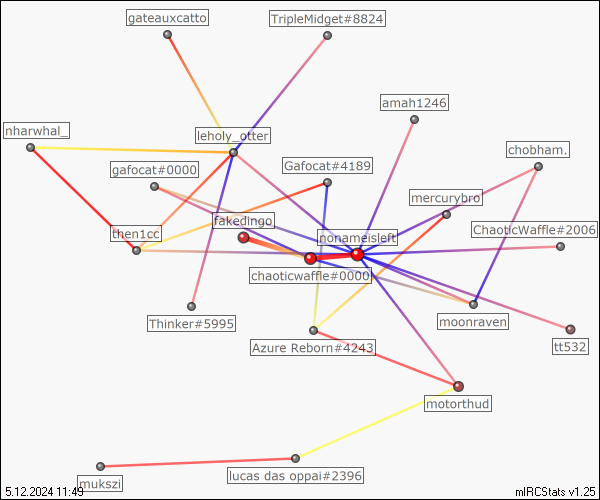 gateauxcatto
TripleMidget#8824
amah1246
nharwhal_
leholy_otter
chobham.
gafocat#0000
Gafocat#4189
mercurybro
fakedingo
then1cc
nonameisleft
ChaoticWaffle#2006
chaoticwaffle#0000
Thinker#5995
moonraven
Azure Reborn#4243
tt532
motorthud
mukszi
lucas das oppai#2396
5.12.2024 11:49
mIRCStats v1.25